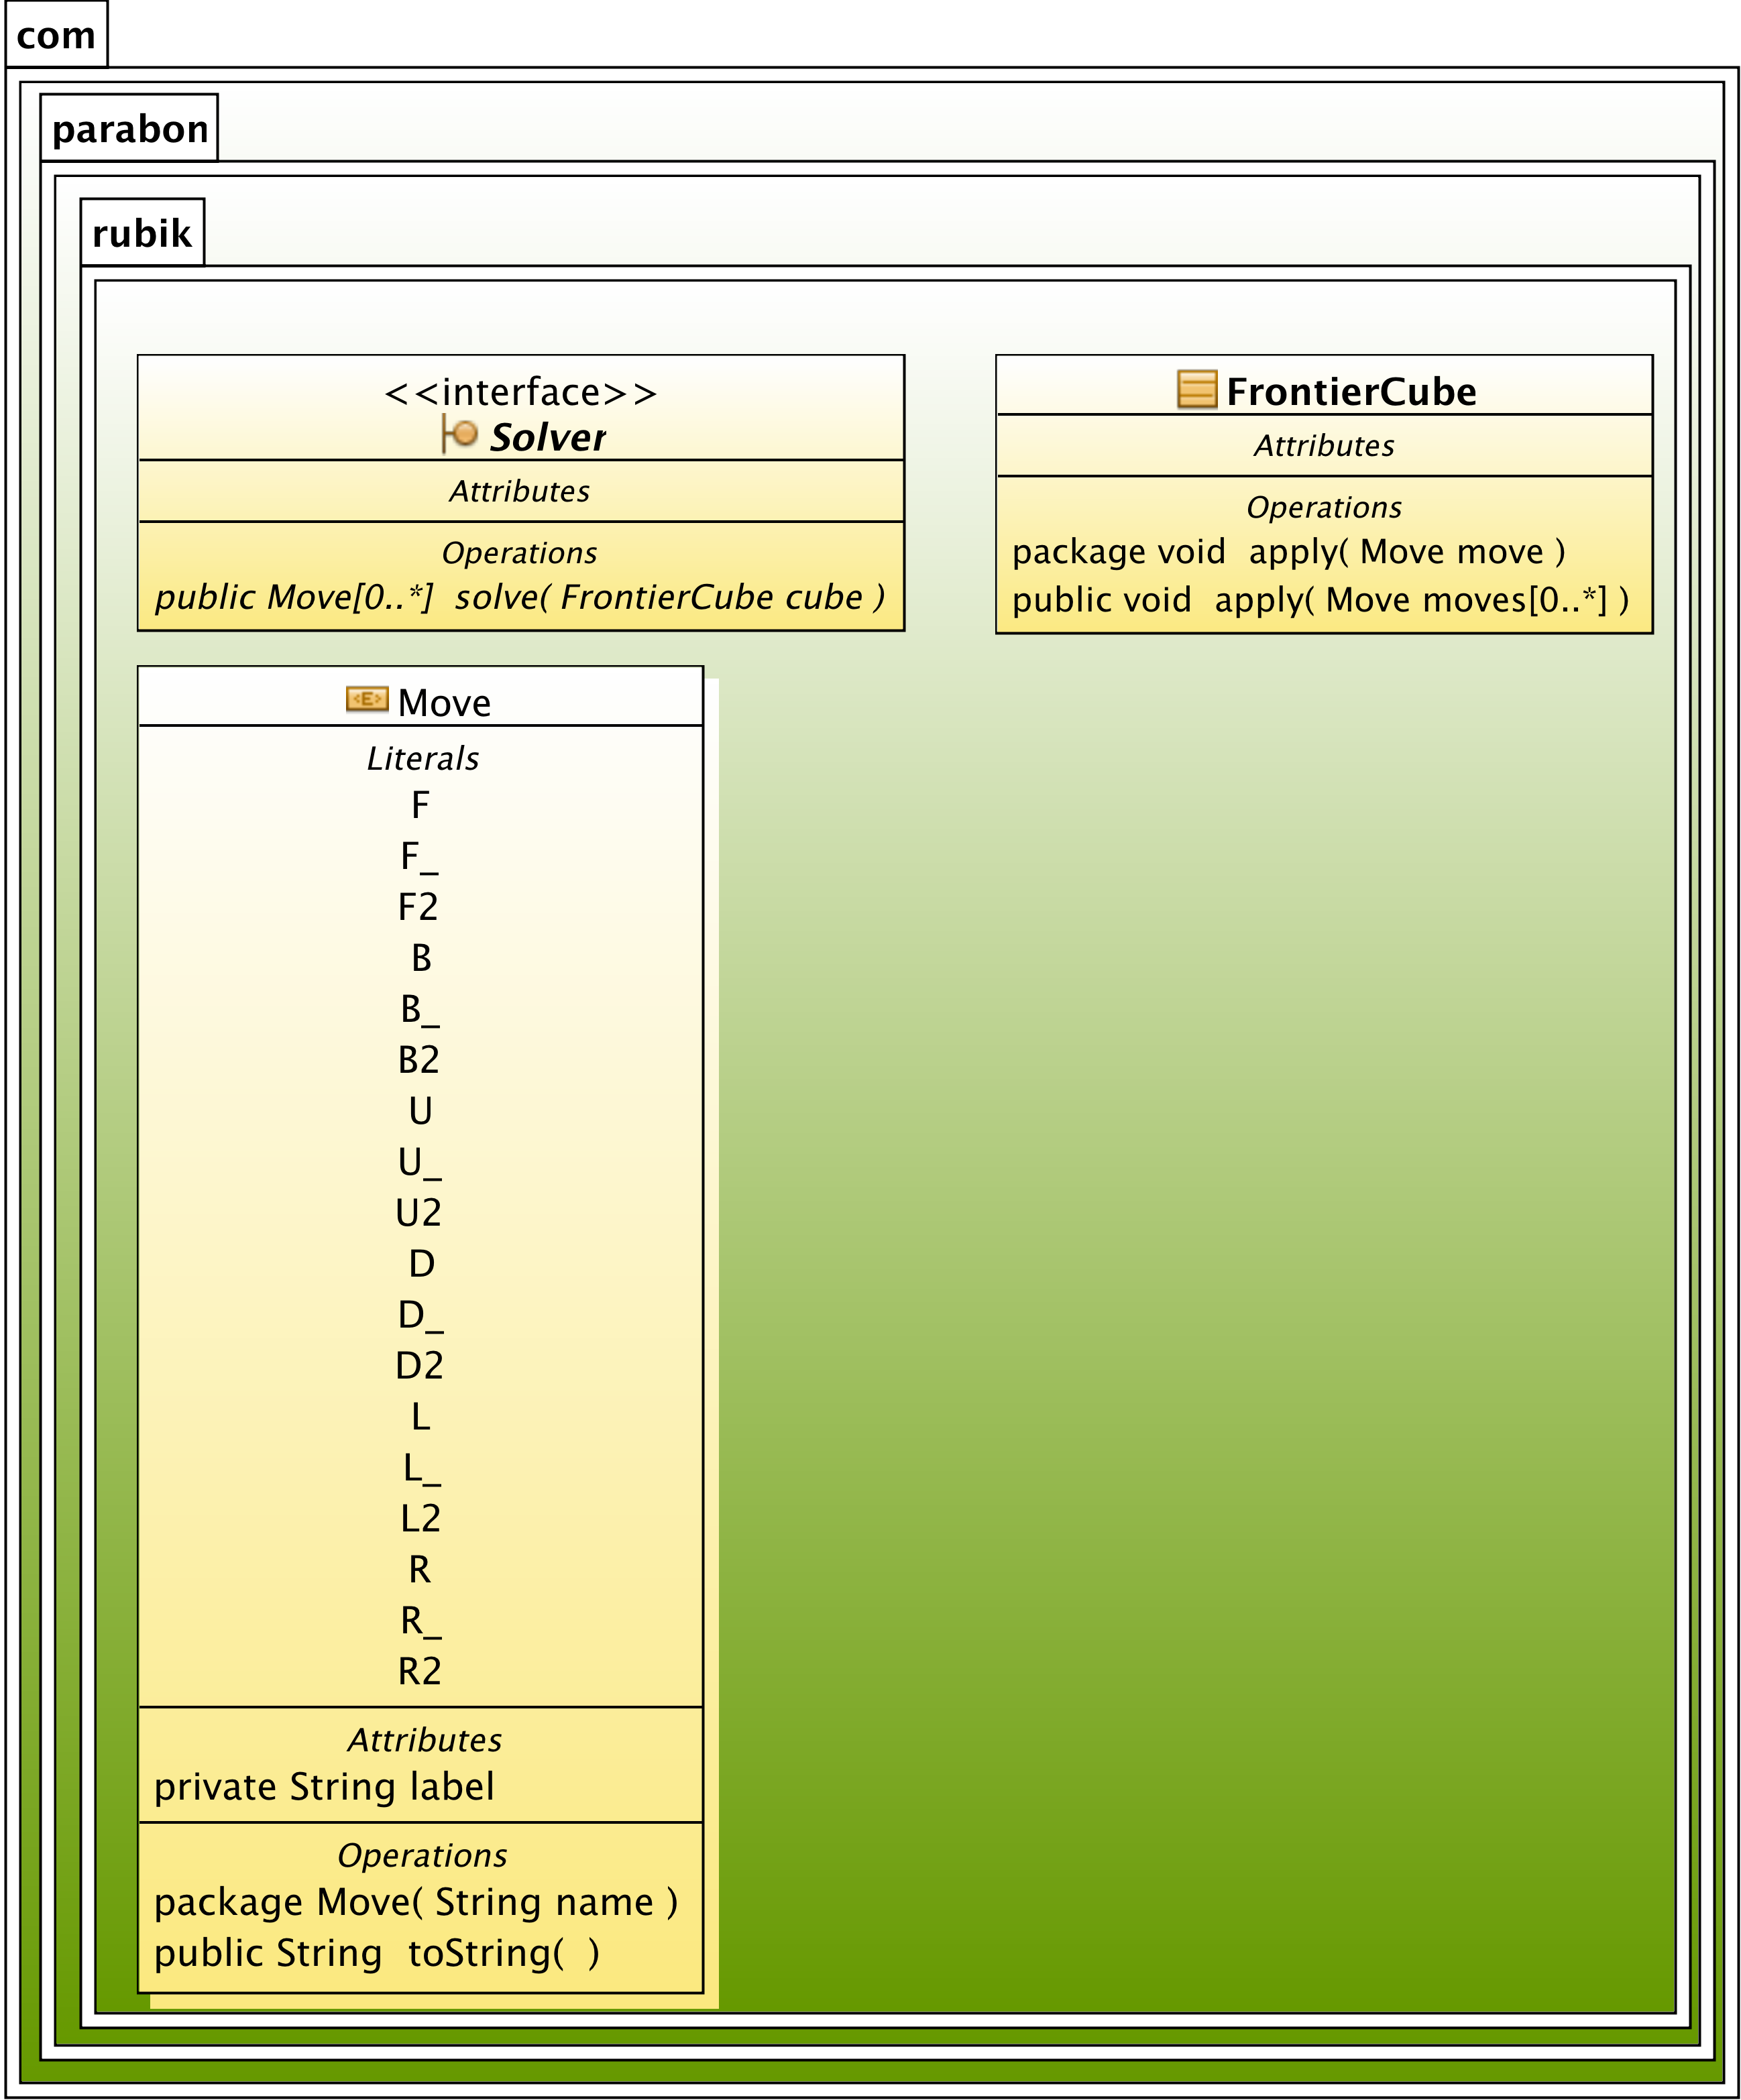 com
parabon
rubik
<<interface>>
Solver
Attributes
Operations
public Move[0..*]  solve( FrontierCube cube )
FrontierCube
Attributes
Operations
package void  apply( Move move )
public void  apply( Move moves[0..*] )
<E> Move
Literals
F
F_
F2
B
B_
B2
U
U_
U2
D
D_
D2
L
L_
L2
R
R_
R2
Attributes
private String label
Operations
package Move( String name )
public String  toString(  )